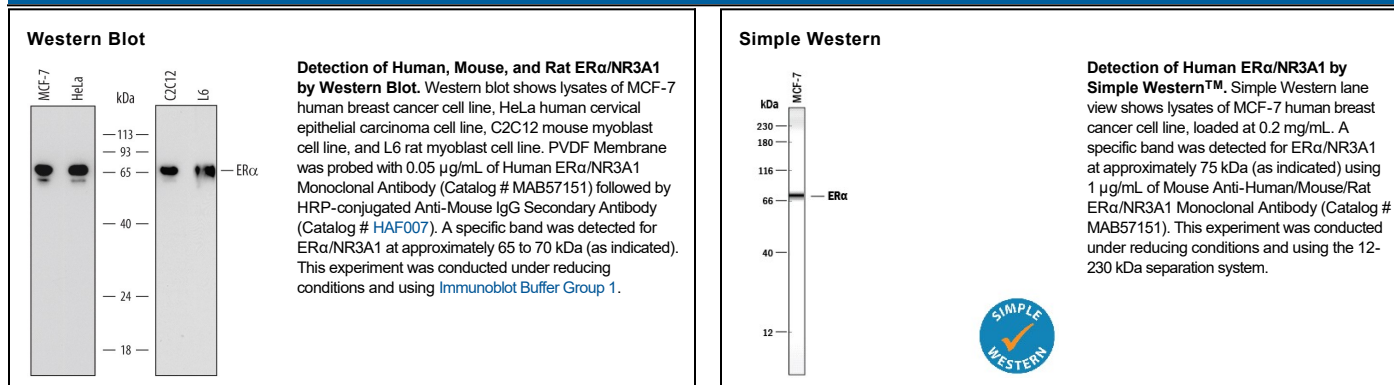 Western Blot
MCF-7
HeLa
kDa
C2C12
L6
113
93
65
ERα
40
24
18
Detection of Human, Mouse, and Rat ERα/NR3A1
by Western Blot. Western blot shows lysates of MCF-7
human breast cancer cell line, HeLa human cervical
epithelial carcinoma cell line, C2C12 mouse myoblast
cell line, and L6 rat myoblast cell line. PVDF Membrane
was probed with 0.05 µg/mL of Human ERα/NR3A1
Monoclonal Antibody (Catalog # MAB57151) followed by
HRP-conjugated Anti-Mouse IgG Secondary Antibody
(Catalog # HAF007). A specific band was detected for
ERα/NR3A1 at approximately 65 to 70 kDa (as indicated).
This experiment was conducted under reducing
conditions and using Immunoblot Buffer Group 1.
Simple Western
kDa
MCF-7
230
180
116
66
ERα
40
12
SIMPLE
WESTERN
Detection of Human ERα/NR3A1 by
Simple Western™. Simple Western lane
view shows lysates of MCF-7 human breast
cancer cell line, loaded at 0.2 mg/mL. A
specific band was detected for ERα/NR3A1
at approximately 75 kDa (as indicated) using
1 µg/mL of Mouse Anti-Human/Mouse/Rat
ERα/NR3A1 Monoclonal Antibody (Catalog #
MAB57151). This experiment was conducted
under reducing conditions and using the 12-
230 kDa separation system.